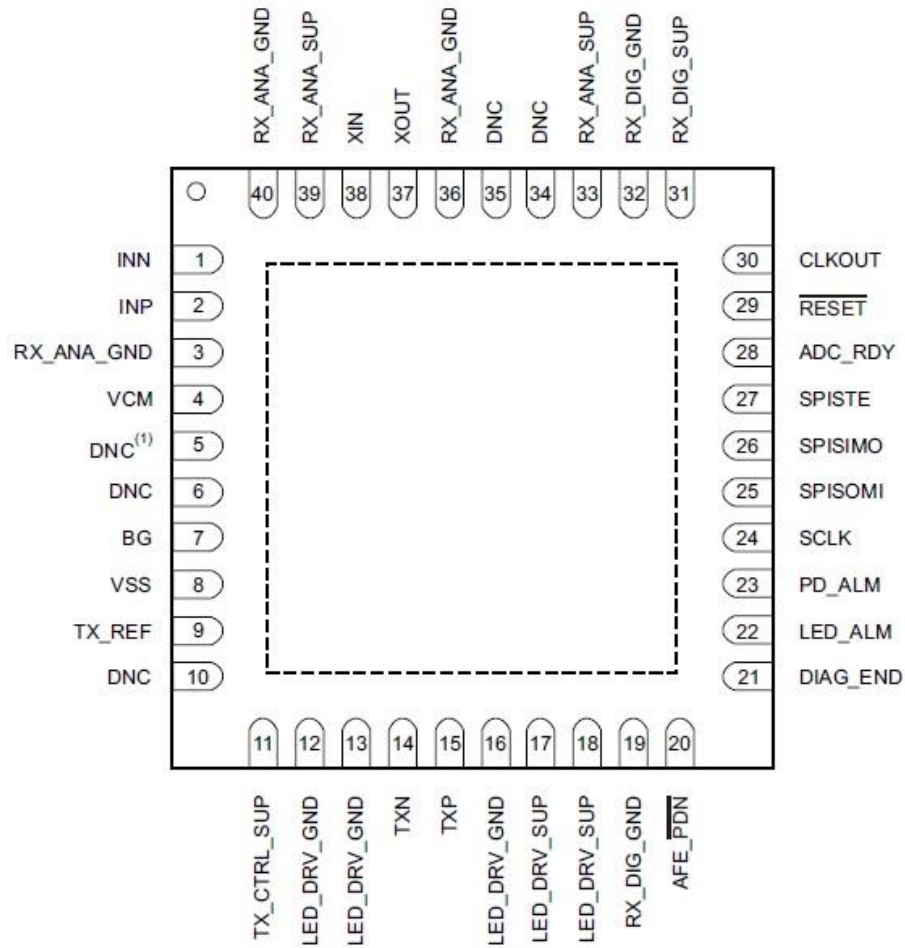 RX_ANA_GND
RX_ANA_SUP
XIN
XOUT
RX_ANA_GND
DNC
DNC
RX_ANA_SUP
RX_DIG_GND
RX_DIG_SUP
40 39 38 37 36 35 34 33 32 31
INN 1
INP 2
RX_ANA_GND 3
VCM 4
DNC(1) 5
DNC 6
BG 7
VSS 8
TX_REF 9
DNC 10
30 CLKOUT
29 RESET
28 ADC_RDY
27 SPISTE
26 SPISIMO
25 SPISOMI
24 SCLK
23 PD_ALM
22 LED_ALM
21 DIAG_END
11 12 13 14 15 16 17 18 19 20
TX_CTRL_SUP
LED_DRV_GND
LED_DRV_GND
TXN
TXP
LED_DRV_GND
LED_DRV_SUP
LED_DRV_SUP
RX_DIG_GND
AFE_PDN